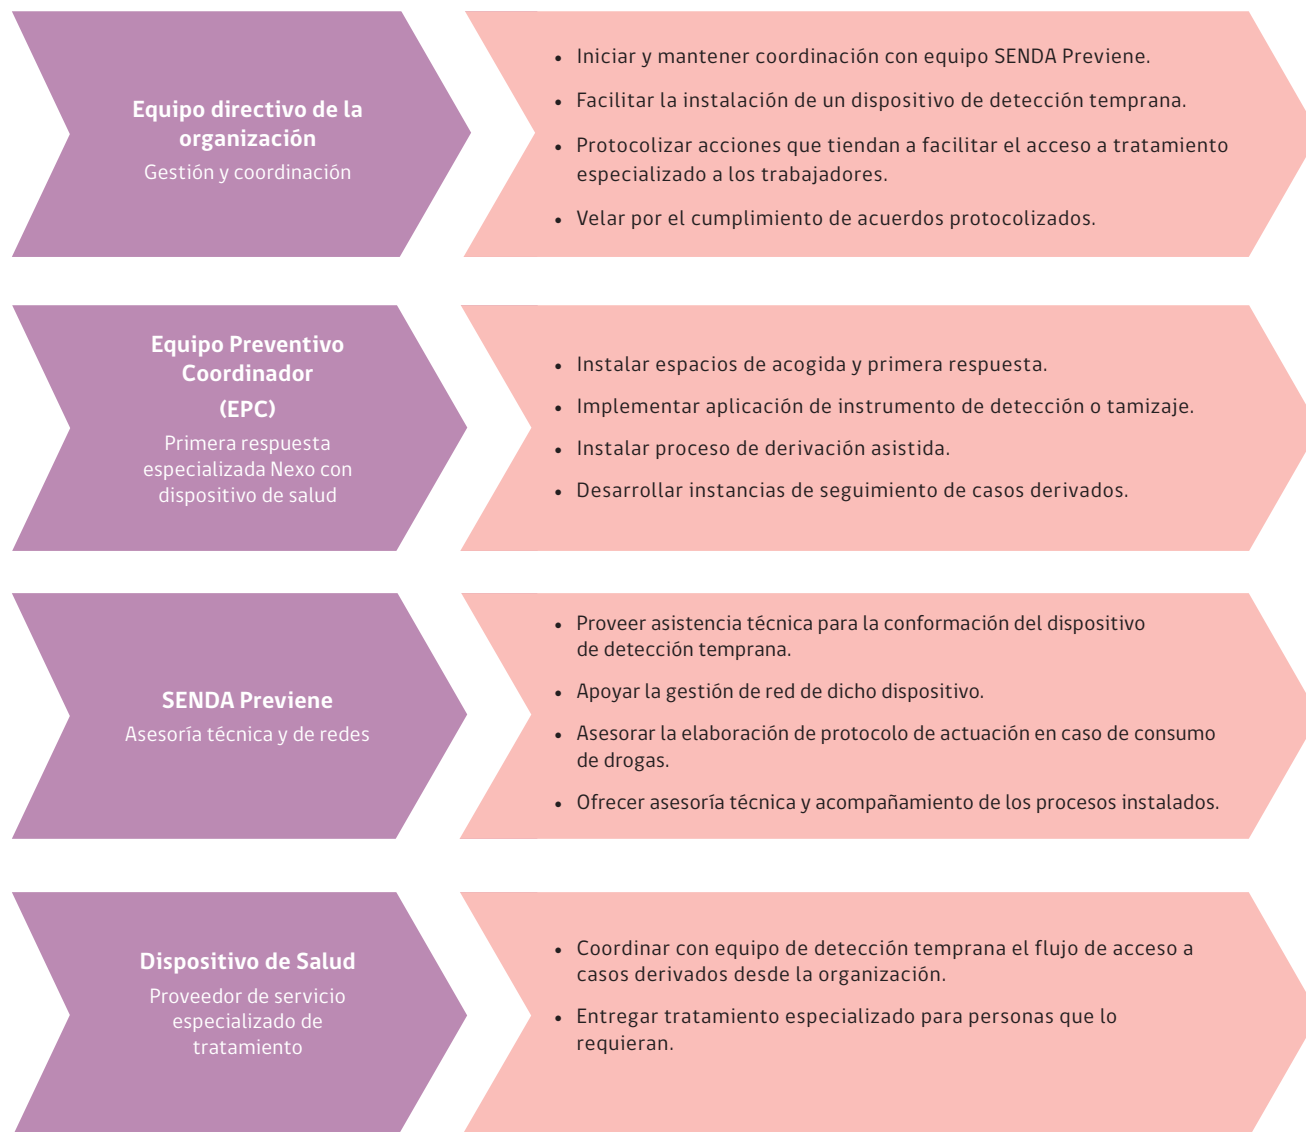 Equipo directivo de la
organización
Gestión y coordinación
• Iniciar y mantener coordinación con equipo SENDA Previene.
• Facilitar la instalación de un dispositivo de detección temprana.
• Protocolizar acciones que tiendan a facilitar el acceso a tratamiento
especializado a los trabajadores.
• Velar por el cumplimiento de acuerdos protocolizados.
Equipo Preventivo
Coordinador
(EPC)
Primera respuesta
especializada Nexo con
dispositivo de salud
• Instalar espacios de acogida y primera respuesta.
• Implementar aplicación de instrumento de detección o tamizaje.
• Instalar proceso de derivación asistida.
• Desarrollar instancias de seguimiento de casos derivados.
SENDA Previene
Asesoría técnica y de redes
• Proveer asistencia técnica para la conformación del dispositivo
de detección temprana.
• Apoyar la gestión de red de dicho dispositivo.
• Asesorar la elaboración de protocolo de actuación en caso de consumo
de drogas.
• Ofrecer asesoría técnica y acompañamiento de los procesos instalados.
Dispositivo de Salud
Proveedor de servicio
especializado de
tratamiento
• Coordinar con equipo de detección temprana el flujo de acceso a
casos derivados desde la organización.
• Entregar tratamiento especializado para personas que lo
requieran.